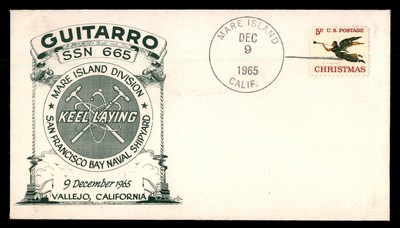 GUITARRO
SSN 665
MARE ISLAND DIVISION
KEEL LAYING
SAN FRANCISCO BAY NAVAL SHIPYARD
9 December 1965
VALLEJO, CALIFORNIA
MARE ISLAND
DEC
9
1965
CALIF.
5c U.S. POSTAGE
CHRISTMAS